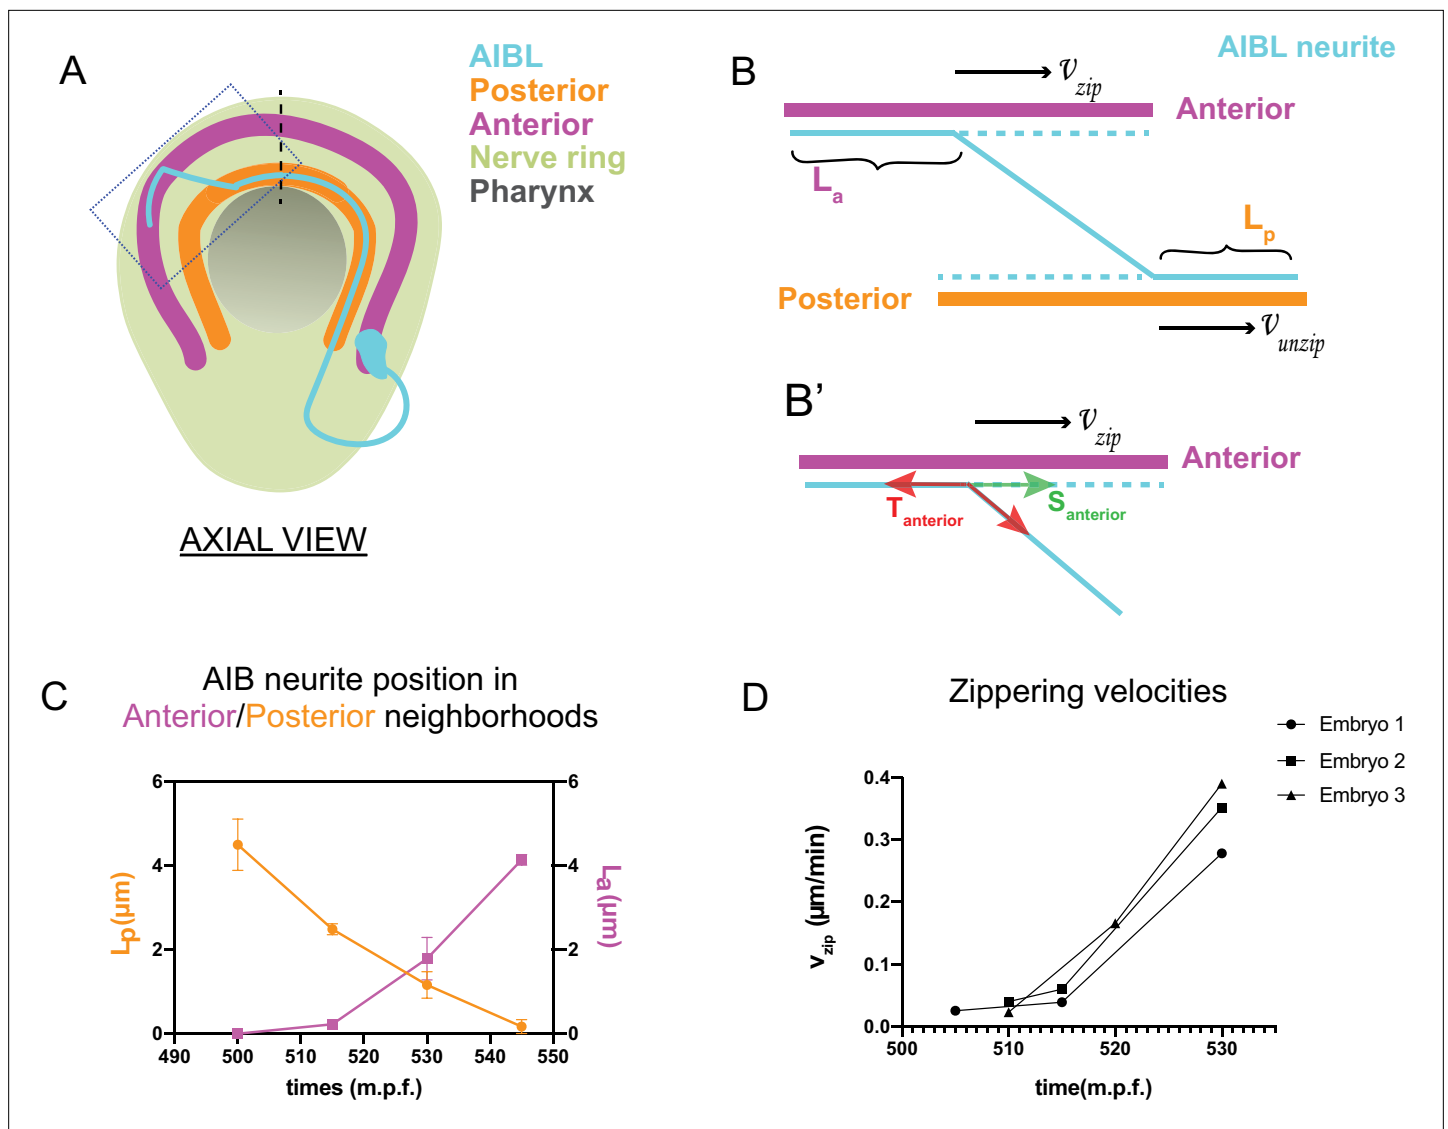 A
AIBL
Posterior
Anterior
Nerve ring
Pharynx
AXIAL VIEW
B
AIBL neurite
v zip
Anterior
La
Lp
Posterior
v unzip
B’
v zip
Anterior
T anterior
S anterior
C
AIB neurite position in
Anterior/Posterior neighborhoods
Lp (µm)
6
4
2
0
La (µm)
6
4
2
0
490 500 510 520 530 540 550
times (m.p.f.)
D
Zippering velocities
Embryo 1
Embryo 2
Embryo 3
vzip (µm/min)
0.4
0.3
0.2
0.1
0.0
500 510 520 530
time(m.p.f.)